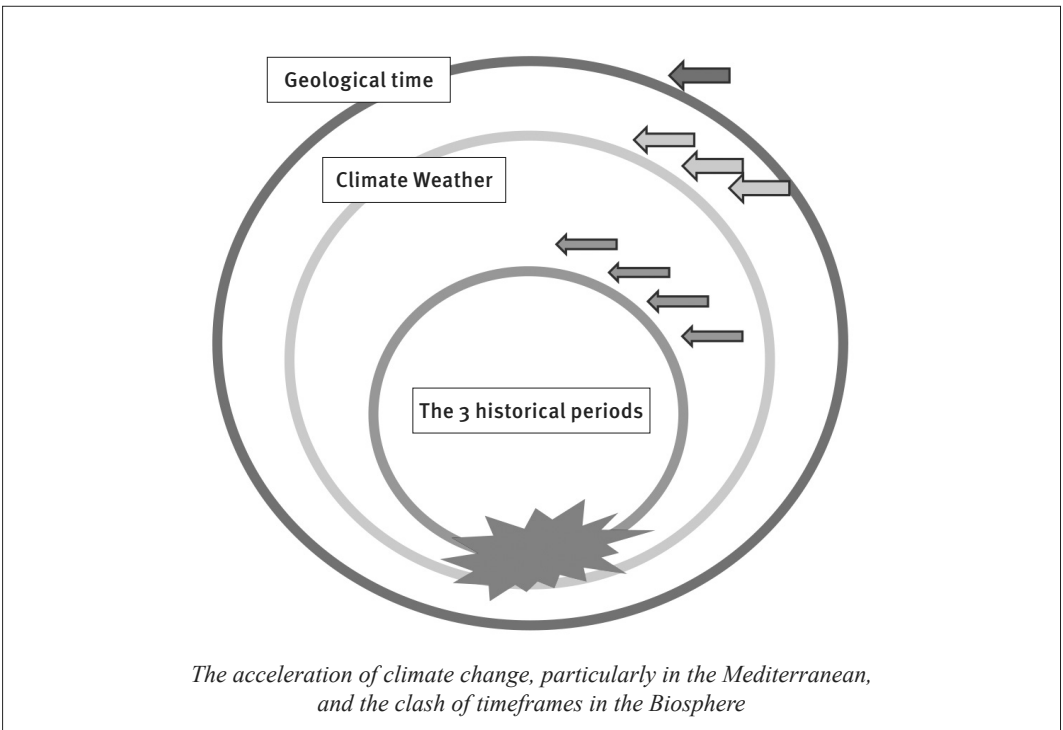 Geological time
Climate Weather
The 3 historical periods
The acceleration of climate change, particularly in the Mediterranean,
and the clash of timeframes in the Biosphere